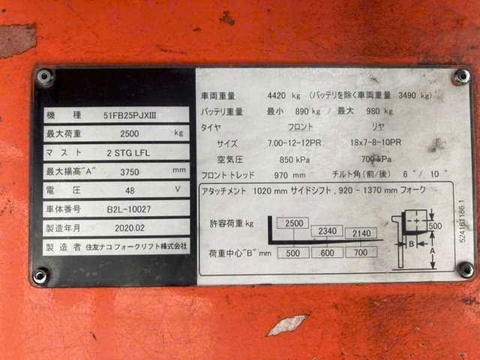 機 種 51FB25PJXIII
最大荷重 2500 kg
マスト 2 STG LFL
最大揚高"A" 3750 mm
電 圧 48 V
車体番号 B2L-10027
製造年月 2020.02
製造者 住友ナコフォークリフト株式会社
車両重量 4420 kg (バッテリを除く車両重量 3490 kg)
バッテリ重量 最小 890 kg / 最大 980 kg
タイヤ フロント リヤ
サイズ 7.00-12-12PR 18x7-8-10PR
空気圧 850 kPa 700 kPa
フロントトレッド 970 mm チルト角(前/後) 6°/10°
アタッチメント 1020 mm サイドシフト, 920-1370 mm フォーク
許容荷重 kg 2500 2340 2140
荷重中心"B" mm 500 600 700
500
B
A